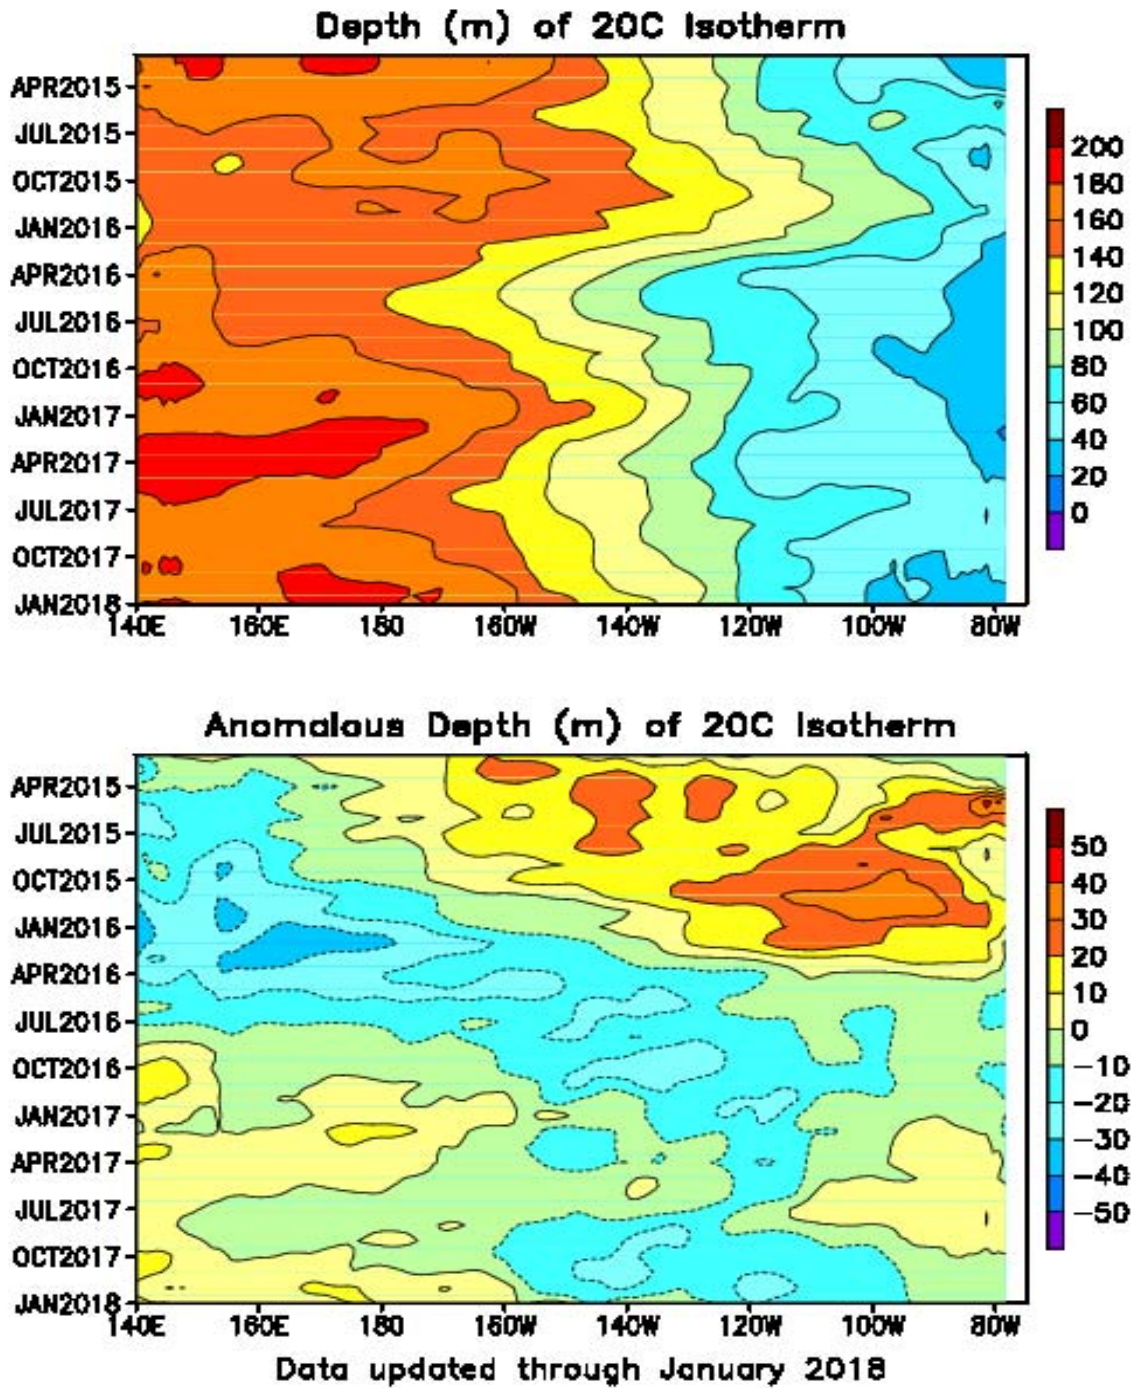 Depth (m) of 20C Isotherm
APR2015
JUL2015
OCT2015
JAN2016
APR2016
JUL2016
OCT2016
JAN2017
APR2017
JUL2017
OCT2017
JAN2018
140E 160E 180 160W 140W 120W 100W 80W
200
180
160
140
120
100
80
60
40
20
0
Anomalous Depth (m) of 20C Isotherm
APR2015
JUL2015
OCT2015
JAN2016
APR2016
JUL2016
OCT2016
JAN2017
APR2017
JUL2017
OCT2017
JAN2018
140E 160E 180 160W 140W 120W 100W 80W
50
40
30
20
10
0
-10
-20
-30
-40
-50
Data updated through January 2018